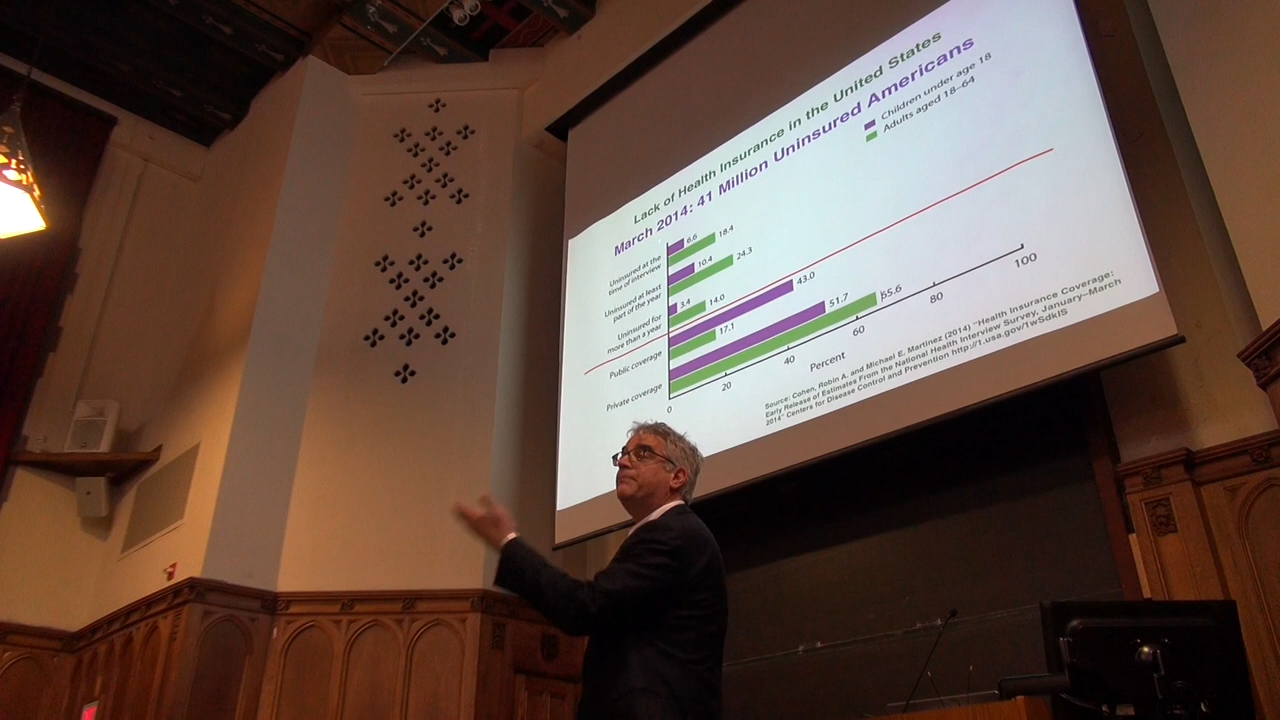 Lack of Health Insurance in the United States
March 2014: 41 Million Uninsured Americans
Children under age 18
Adults aged 18–64
Uninsured at the
time of interview
6.6
18.4
Uninsured at least
part of the year
10.4
24.3
Uninsured for
more than a year
3.4
14.0
Public coverage
43.0
17.1
Private coverage
51.7
55.6
0
20
40
60
80
100
Percent
Source: Cohen, Robin A. and Michael E. Martinez (2014) "Health Insurance Coverage:
Early Release of Estimates From the National Health Interview Survey, January–March
2014" Centers for Disease Control and Prevention http://1.usa.gov/1wSdkIS